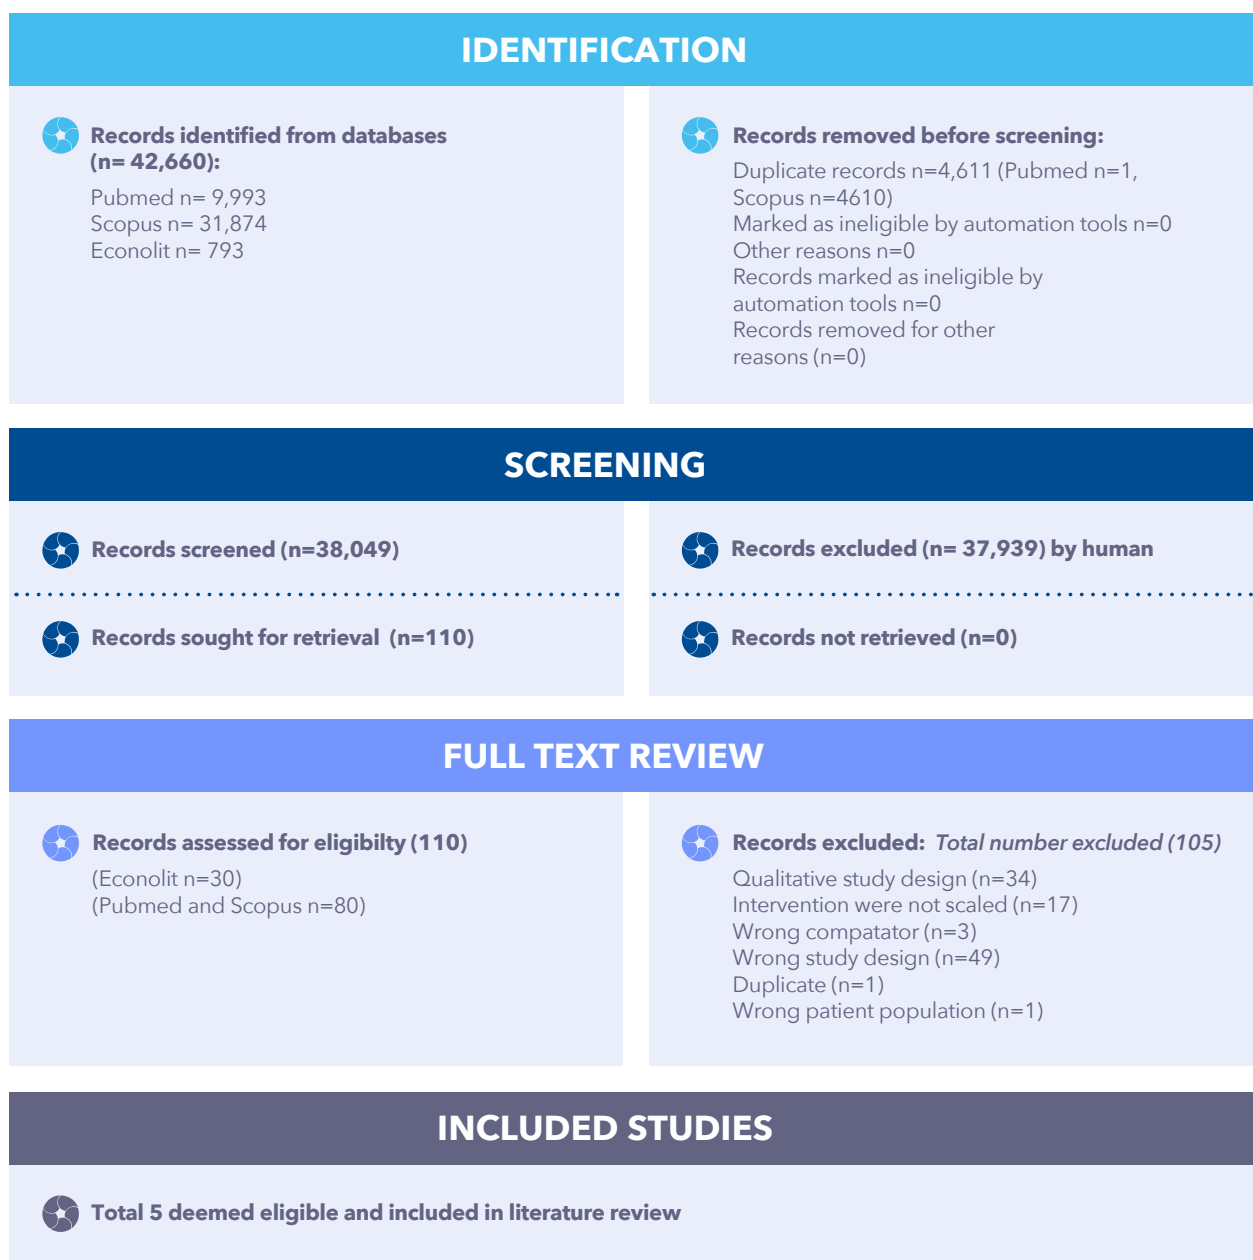 IDENTIFICATION
Records identified from databases
(n= 42,660):
Pubmed n= 9,993
Scopus n= 31,874
Econolit n= 793
Records removed before screening:
Duplicate records n=4,611 (Pubmed n=1,
Scopus n=4610)
Marked as ineligible by automation tools n=0
Other reasons n=0
Records marked as ineligible by
automation tools n=0
Records removed for other
reasons (n=0)
SCREENING
Records screened (n=38,049)
Records excluded (n= 37,939) by human
Records sought for retrieval (n=110)
Records not retrieved (n=0)
FULL TEXT REVIEW
Records assessed for eligibilty (110)
(Econolit n=30)
(Pubmed and Scopus n=80)
Records excluded: Total number excluded (105)
Qualitative study design (n=34)
Intervention were not scaled (n=17)
Wrong compatator (n=3)
Wrong study design (n=49)
Duplicate (n=1)
Wrong patient population (n=1)
INCLUDED STUDIES
Total 5 deemed eligible and included in literature review